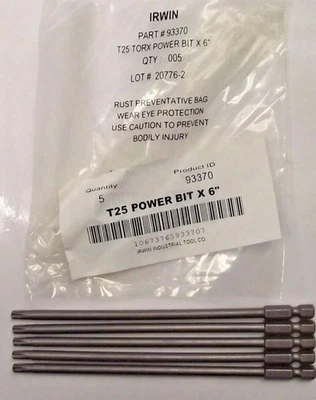 IRWIN
PART # 93370
T25 TORX POWER BIT X 6"
QTY 005
LOT # 20776-2
RUST PREVENTATIVE BAG
WEAR EYE PROTECTION
USE CAUTION TO PREVENT
BODILY INJURY
Quantity Product ID
5 93370
T25 POWER BIT X 6"
10673765933707
IRWIN INDUSTRIAL TOOL CO.